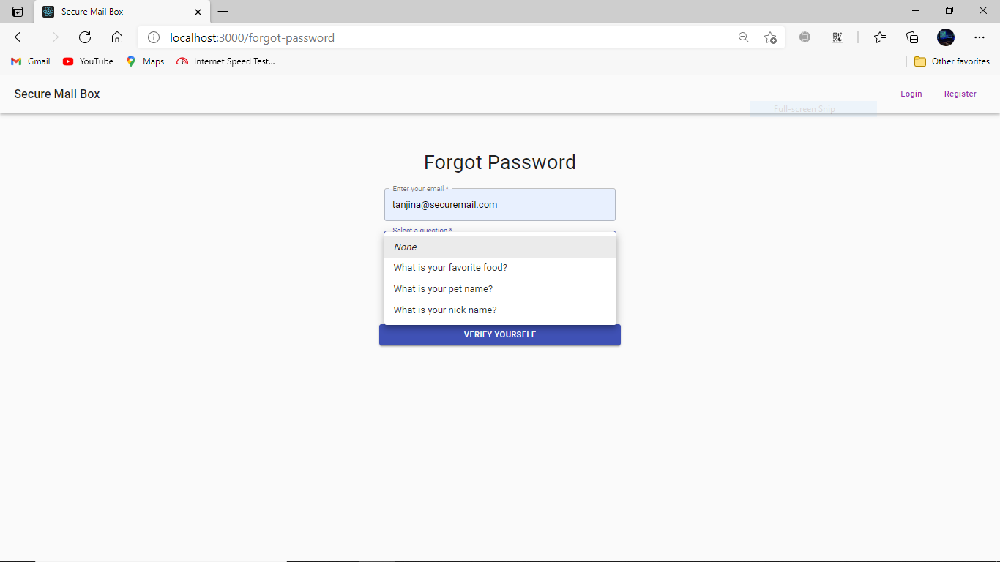 Secure Mail Box
localhost:3000/forgot-password
Gmail YouTube Maps Internet Speed Test... Other favorites
Secure Mail Box Login Register
Full-screen Snip
Forgot Password
Enter your email *
tanjina@securemail.com
Select a question *
None
What is your favorite food?
What is your pet name?
What is your nick name?
VERIFY YOURSELF